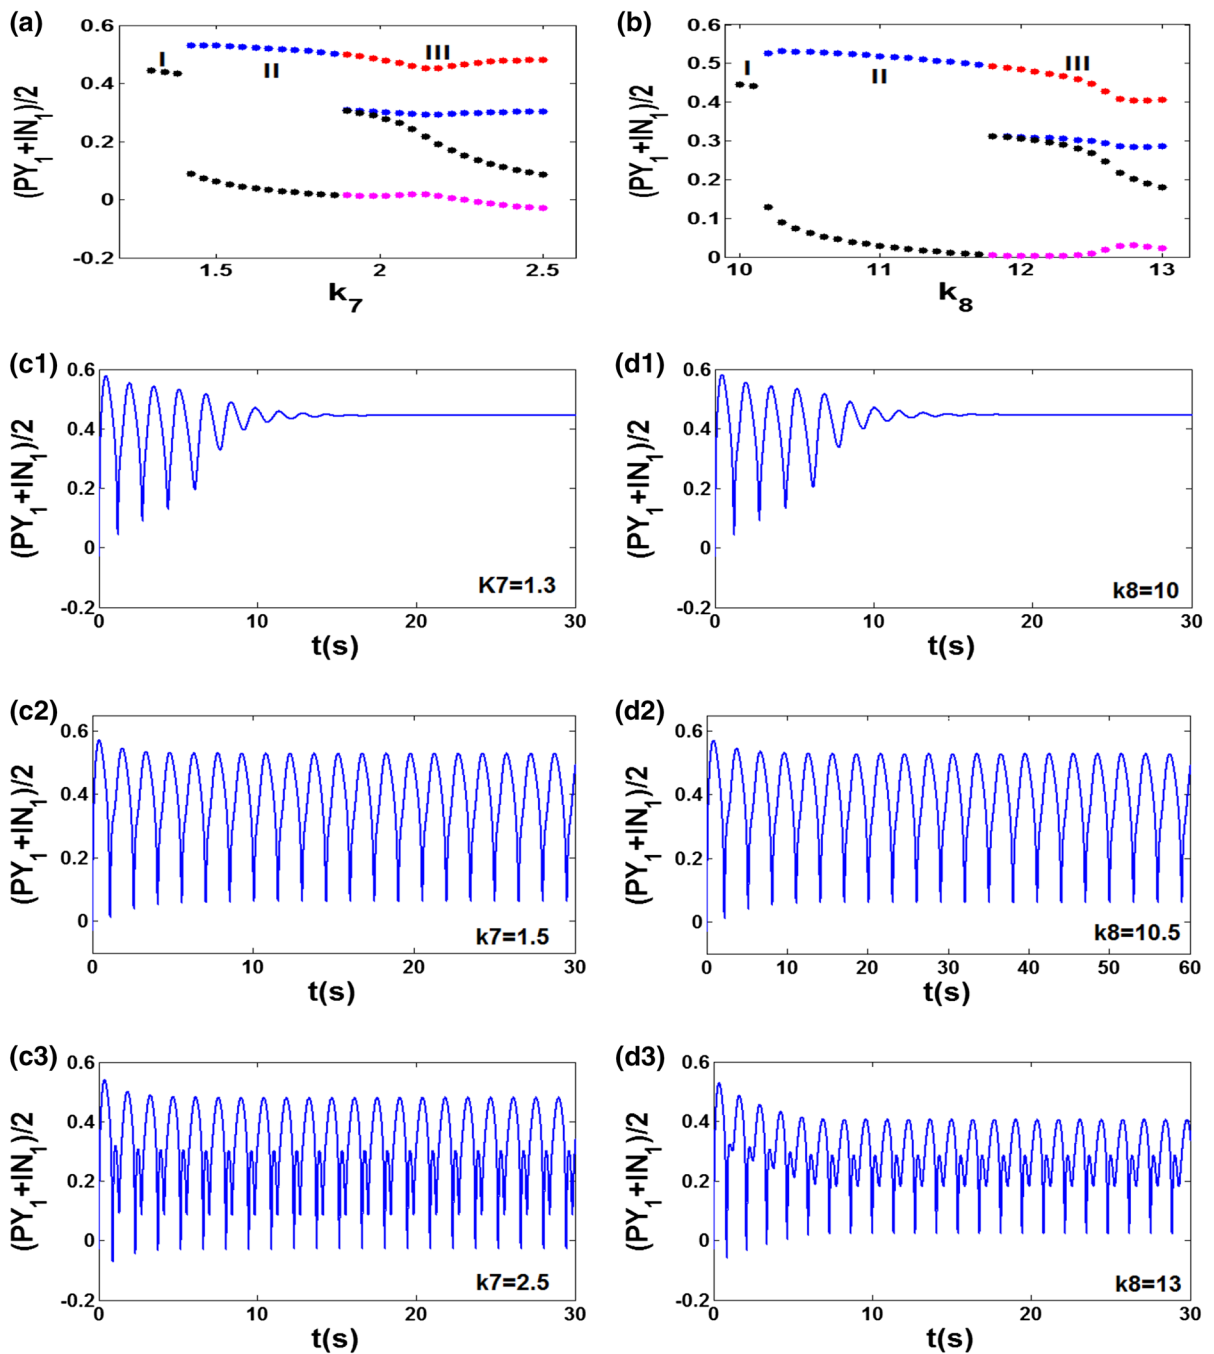 (a)
0.6
0.4
0.2
0
-0.2
(PY1+IN1)/2
I
II
III
1.5
2
2.5
k7
(b)
0.6
0.5
0.4
0.3
0.2
0.1
0
(PY1+IN1)/2
I
II
III
10
11
12
13
k8
(c1)
0.6
0.4
0.2
0
-0.2
(PY1+IN1)/2
K7=1.3
0
10
20
30
t(s)
(d1)
0.6
0.4
0.2
0
-0.2
(PY1+IN1)/2
k8=10
0
10
20
30
t(s)
(c2)
0.6
0.4
0.2
0
(PY1+IN1)/2
k7=1.5
0
10
20
30
t(s)
(d2)
0.6
0.4
0.2
0
(PY1+IN1)/2
k8=10.5
0
10
20
30
40
50
60
t(s)
(c3)
0.6
0.4
0.2
0
-0.2
(PY1+IN1)/2
k7=2.5
0
10
20
30
t(s)
(d3)
0.6
0.4
0.2
0
-0.2
(PY1+IN1)/2
k8=13
0
10
20
30
t(s)